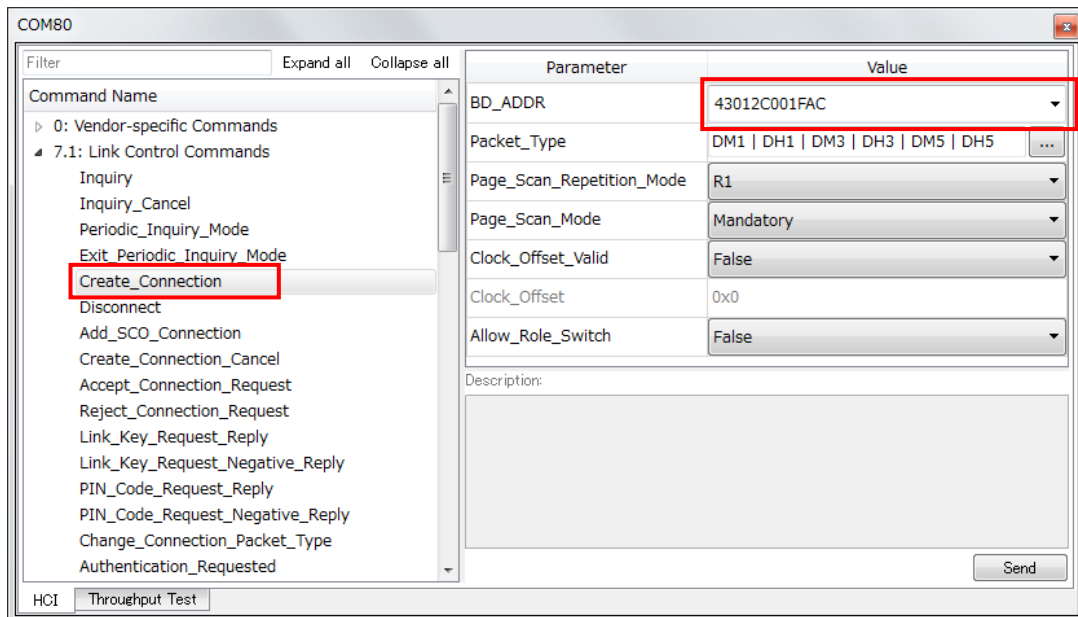 COM80
Filter
Expand all
Collapse all
Command Name
0: Vendor-specific Commands
7.1: Link Control Commands
Inquiry
Inquiry_Cancel
Periodic_Inquiry_Mode
Exit_Periodic_Inquiry_Mode
Create_Connection
Disconnect
Add_SCO_Connection
Create_Connection_Cancel
Accept_Connection_Request
Reject_Connection_Request
Link_Key_Request_Reply
Link_Key_Request_Negative_Reply
PIN_Code_Request_Reply
PIN_Code_Request_Negative_Reply
Change_Connection_Packet_Type
Authentication_Requested
Parameter Value
BD_ADDR 43012C001FAC
Packet_Type DM1 | DH1 | DM3 | DH3 | DM5 | DH5 ...
Page_Scan_Repetition_Mode R1
Page_Scan_Mode Mandatory
Clock_Offset_Valid False
Clock_Offset 0x0
Allow_Role_Switch False
Description:
Send
HCI
Throughput Test